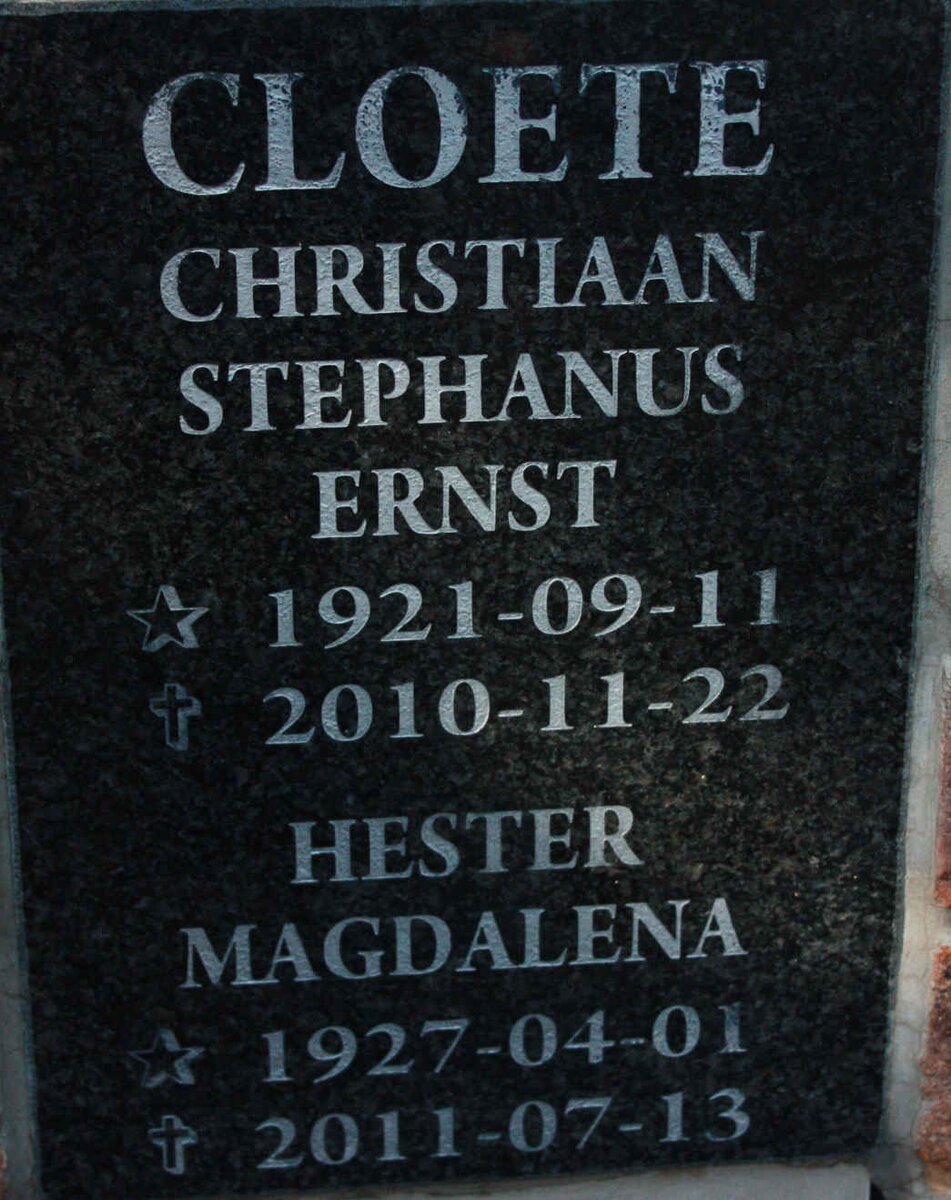 CLOETE
CHRISTIAAN
STEPHANUS
ERNST
1921-09-11
2010-11-22
HESTER
MAGDALENA
1927-04-01
2011-07-13